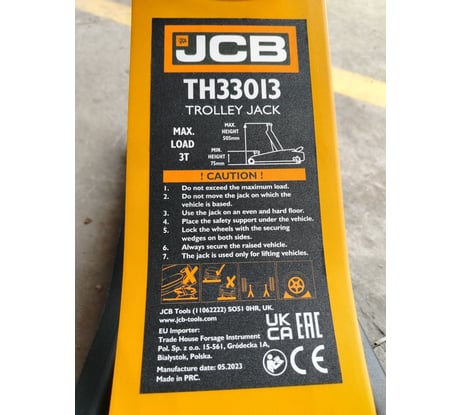 JCB
TH33013
TROLLEY JACK
MAX.
LOAD
3T
MAX.
HEIGHT
505mm
MIN.
HEIGHT
75mm
! CAUTION !
1. Do not exceed the maximum load.
2. Do not move the jack on which the
vehicle is based.
3. Use the jack on an even and hard floor.
4. Place the safety support under the vehicle.
5. Lock the wheels with the securing
wedges on both sides.
6. Always secure the raised vehicle.
7. The jack is used only for lifting vehicles.
JCB Tools (11062222) SO51 0HR, UK.
www.jcb-tools.com
EU Importer:
Trade House Forsage Instrument
Pol. Sp. z o.o. 15-561, Gródecka 1A,
Białystok, Polska.
Manufacture date: 05.2023
Made in PRC.
UK
CA
EAC
CE